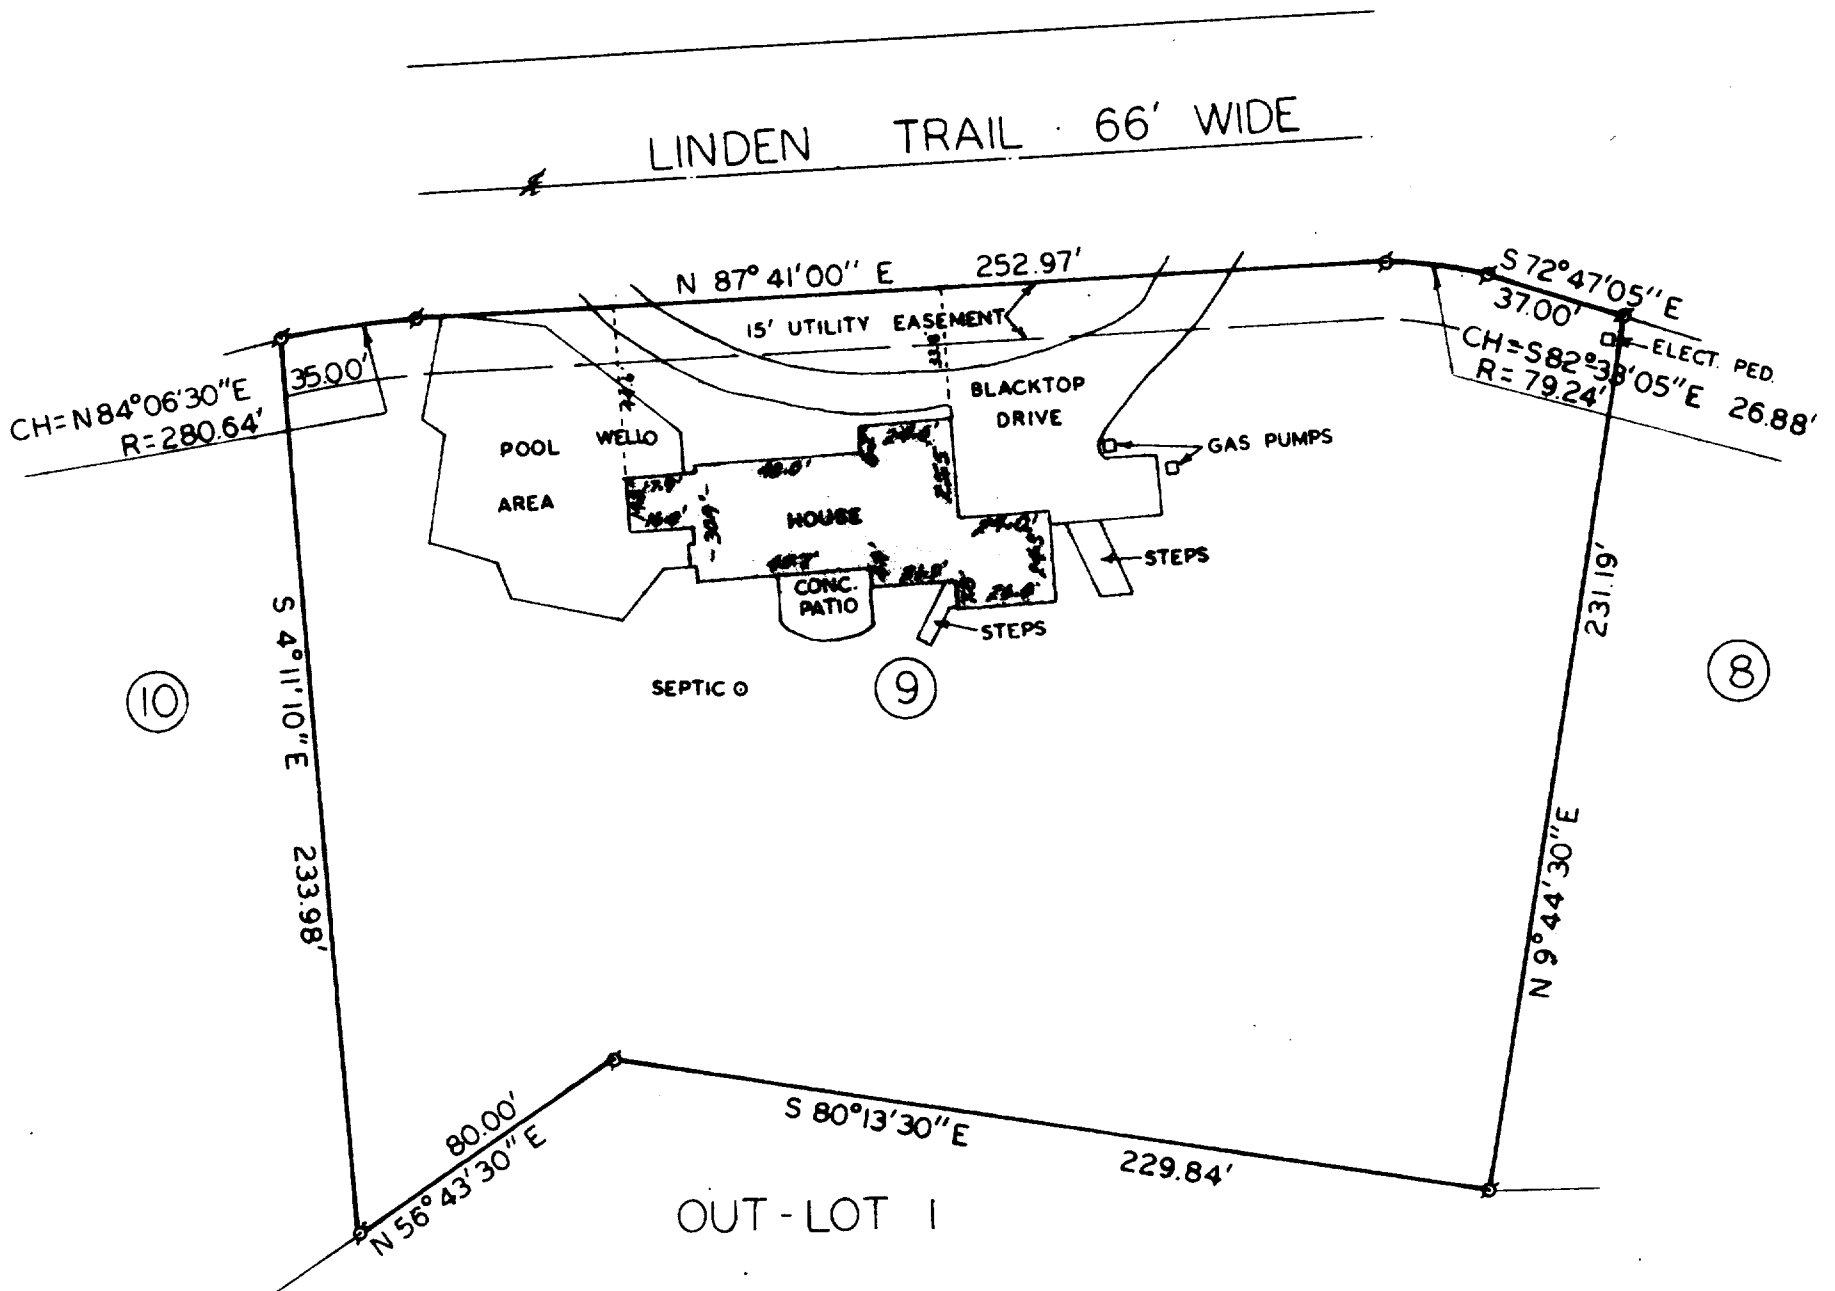 LINDEN TRAIL 66' WIDE
N 87°41'00" E 252.97'
S 72°47'05" E
37.00'
15' UTILITY EASEMENT
ELECT. PED.
CH=S82°38'05"E 26.88'
R=79.24'
35.00'
CH=N84°06'30"E
R=280.64'
BLACKTOP
DRIVE
POOL
AREA
WELL
GAS PUMPS
HOUSE
STEPS
CONC.
PATIO
STEPS
SEPTIC
10
9
8
S 4°11'10"E 233.98'
231.19'
N 9°44'30"E
80.00'
N 56°43'30" E
S 80°13'30"E
229.84'
OUT-LOT 1